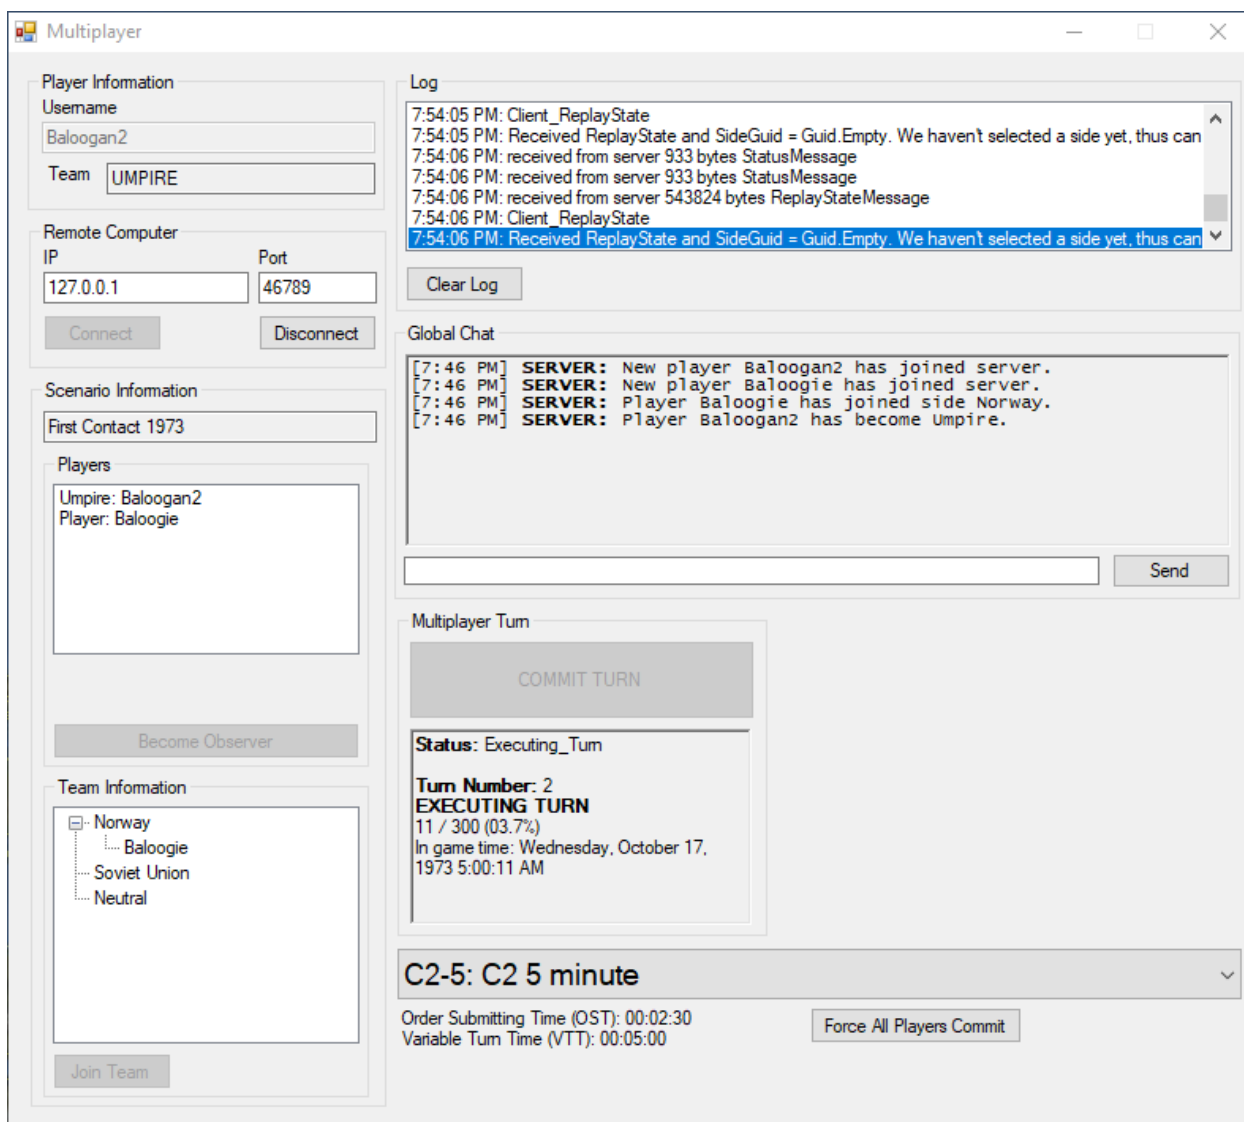 Multiplayer
Player Information
Username
Baloogan2
Team UMPIRE
Remote Computer
IP Port
127.0.0.1 46789
Connect Disconnect
Scenario Information
First Contact 1973
Players
Umpire: Baloogan2
Player: Baloogie
Become Observer
Team Information
Norway
Baloogie
Soviet Union
Neutral
Join Team
Log
7:54:05 PM: Client_ReplayState
7:54:05 PM: Received ReplayState and SideGuid = Guid.Empty. We haven't selected a side yet, thus can
7:54:06 PM: received from server 933 bytes StatusMessage
7:54:06 PM: received from server 933 bytes StatusMessage
7:54:06 PM: received from server 543824 bytes ReplayStateMessage
7:54:06 PM: Client_ReplayState
7:54:06 PM: Received ReplayState and SideGuid = Guid.Empty. We haven't selected a side yet, thus can
Clear Log
Global Chat
[7:46 PM] SERVER: New player Baloogan2 has joined server.
[7:46 PM] SERVER: New player Baloogie has joined server.
[7:46 PM] SERVER: Player Baloogie has joined side Norway.
[7:46 PM] SERVER: Player Baloogan2 has become Umpire.
Send
Multiplayer Turn
COMMIT TURN
Status: Executing_Turn
Turn Number: 2
EXECUTING TURN
11 / 300 (03.7%)
In game time: Wednesday, October 17,
1973 5:00:11 AM
C2-5: C2 5 minute
Order Submitting Time (OST): 00:02:30
Variable Turn Time (VTT): 00:05:00
Force All Players Commit